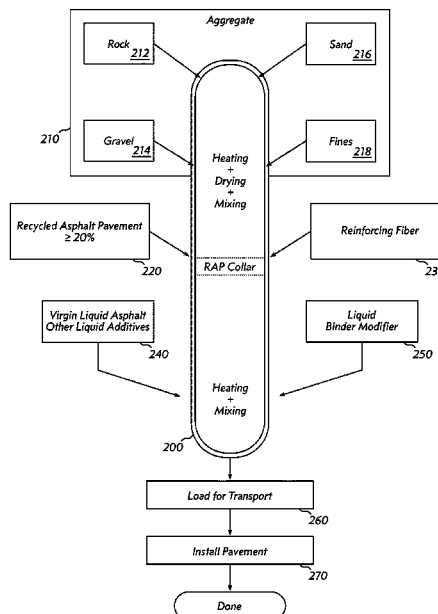 Aggregate
Rock
212
Sand
216
210
Gravel
214
Fines
218
Heating
+
Drying
+
Mixing
Recycled Asphalt Pavement
≥ 20%
220
RAP Collar
Reinforcing Fiber
23
Virgin Liquid Asphalt
Other Liquid Additives
240
Liquid
Binder Modifier
250
Heating
+
Mixing
200
Load for Transport
260
Install Pavement
270
Done